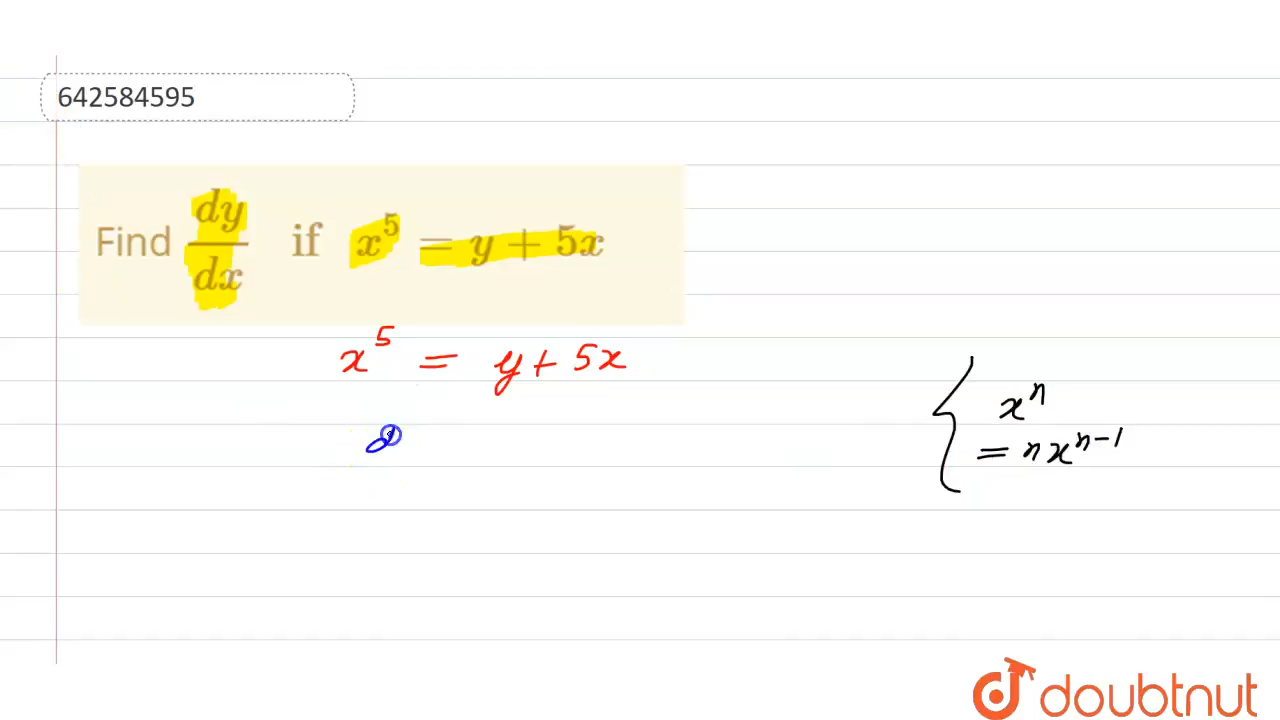 642584595
Find dy/dx if x^5 = y + 5x
x^5 = y + 5x
x^n
= nx^{n-1}
d
doubtnut